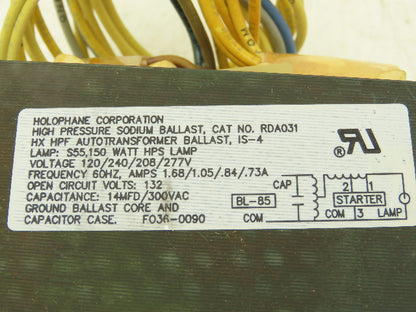 HOLOPHANE CORPORATION
HIGH PRESSURE SODIUM BALLAST, CAT NO. RDA031
HX HPF AUTOTRANSFORMER BALLAST, IS-4
LAMP: S55,150 WATT HPS LAMP
VOLTAGE 120/240/208/277V
FREQUENCY 60HZ, AMPS 1.68/1.05/.84/.73A
OPEN CIRCUIT VOLTS: 132
CAPACITANCE: 14MFD/300VAC
GROUND BALLAST CORE AND
CAPACITOR CASE. F036-0090
RU ®
CAP
BL-85
COM
2 1
STARTER
COM 3 LAMP